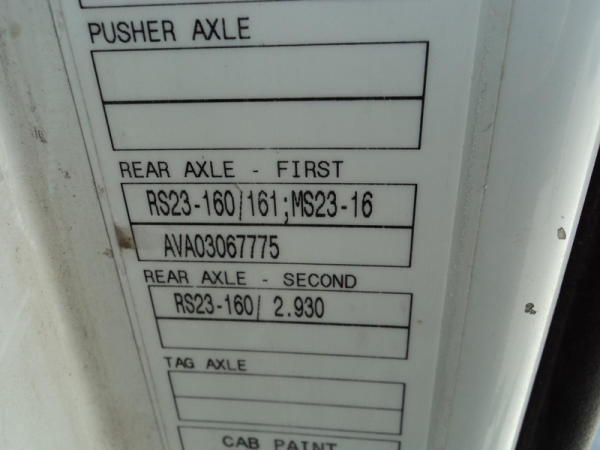 PUSHER AXLE
REAR AXLE - FIRST
RS23-160/161;MS23-16
AVA03067775
REAR AXLE - SECOND
RS23-160/ 2.930
TAG AXLE
CAB PAINT